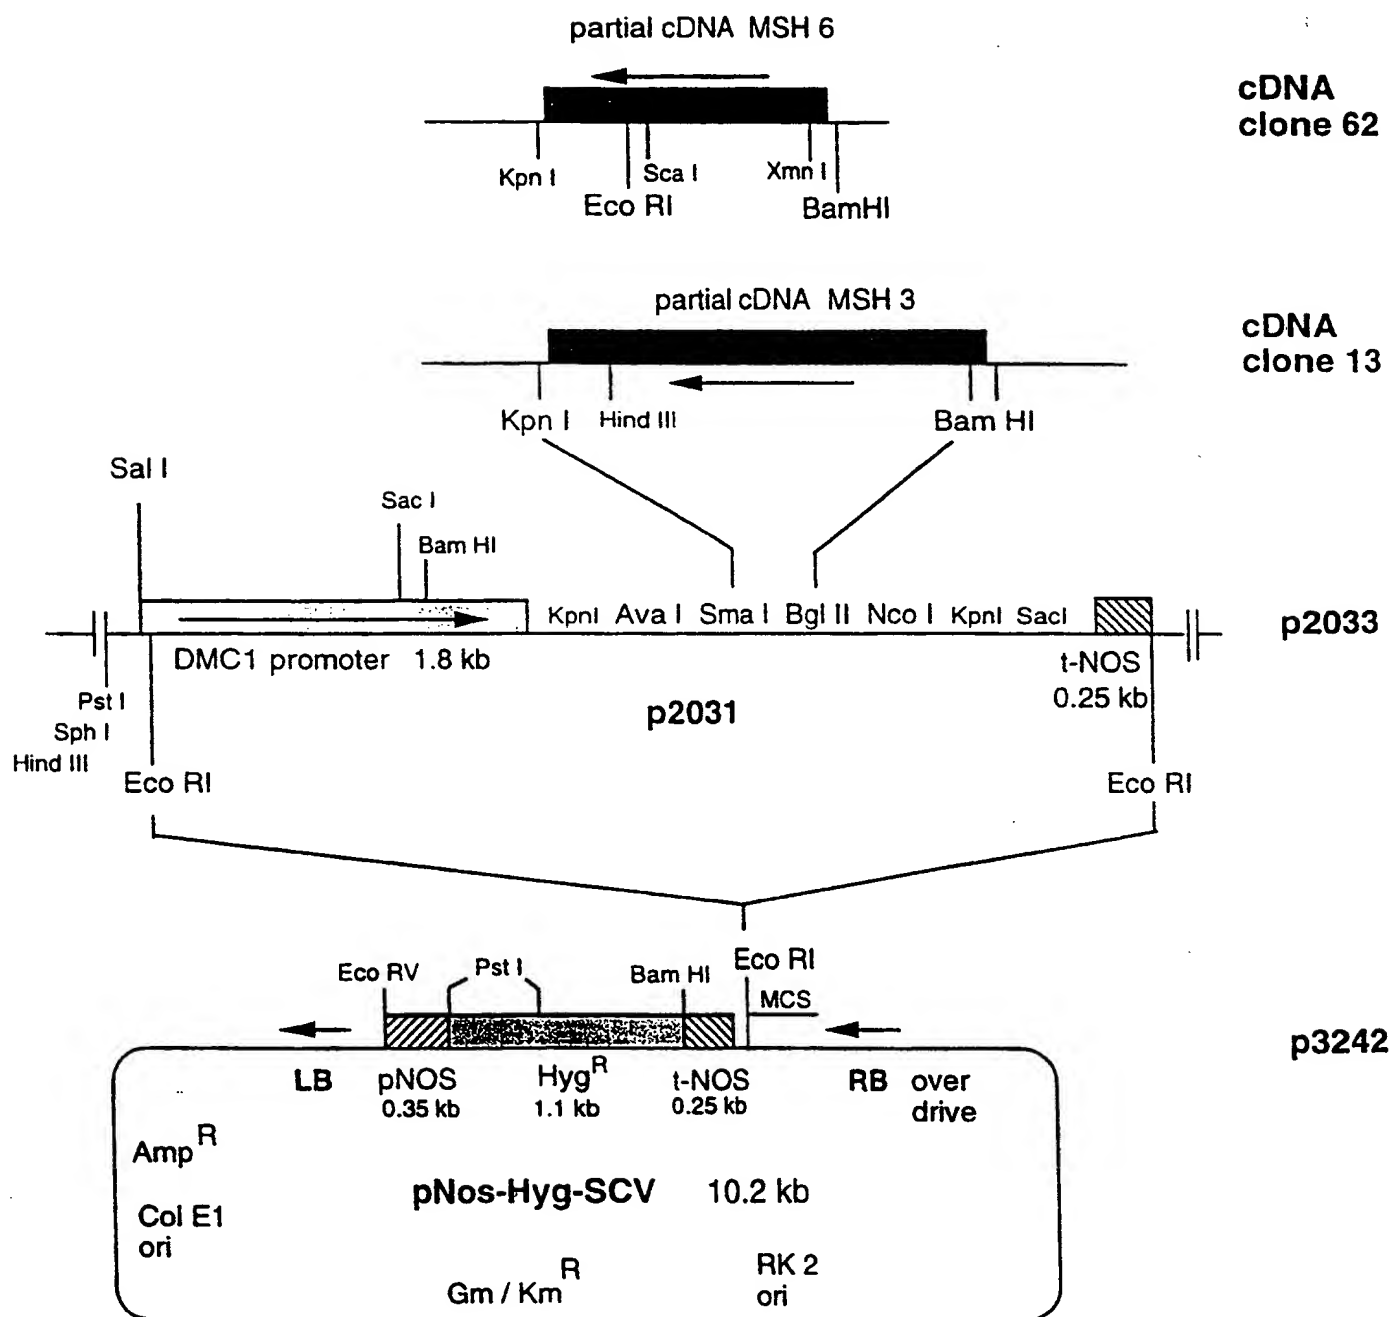 partial cDNA MSH 6
cDNA
clone 62
Kpn I
Eco RI
Sca I
Xmn I
BamHI
partial cDNA MSH 3
cDNA
clone 13
Kpn I
Hind III
Bam HI
Sal I
Sac I
Bam HI
KpnI Ava I Sma I Bgl II Nco I KpnI SacI
p2033
DMC1 promoter 1.8 kb
t-NOS
0.25 kb
Pst I
Sph I
Hind III
p2031
Eco RI
Eco RI
Eco RV
Pst I
Bam HI
Eco RI
MCS
p3242
LB
pNOS
0.35 kb
Hyg R
1.1 kb
t-NOS
0.25 kb
RB
over
drive
Amp R
pNos-Hyg-SCV 10.2 kb
Col E1
ori
Gm / Km R
RK 2
ori